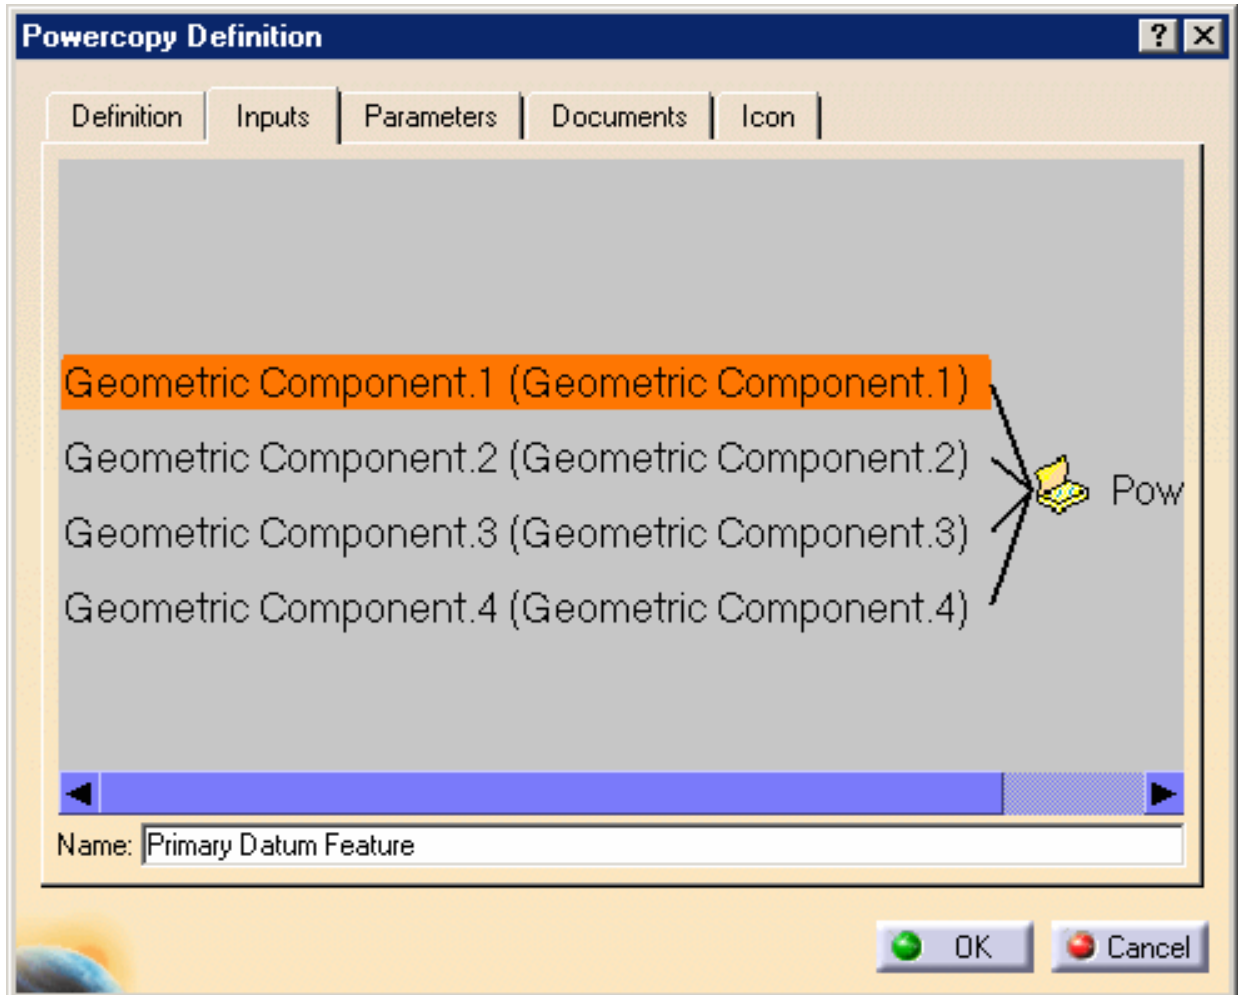 Powercopy Definition
Definition Inputs Parameters Documents Icon
Geometric Component.1 (Geometric Component.1)
Geometric Component.2 (Geometric Component.2)
Pow
Geometric Component.3 (Geometric Component.3)
Geometric Component.4 (Geometric Component.4)
Name: Primary Datum Feature
OK Cancel